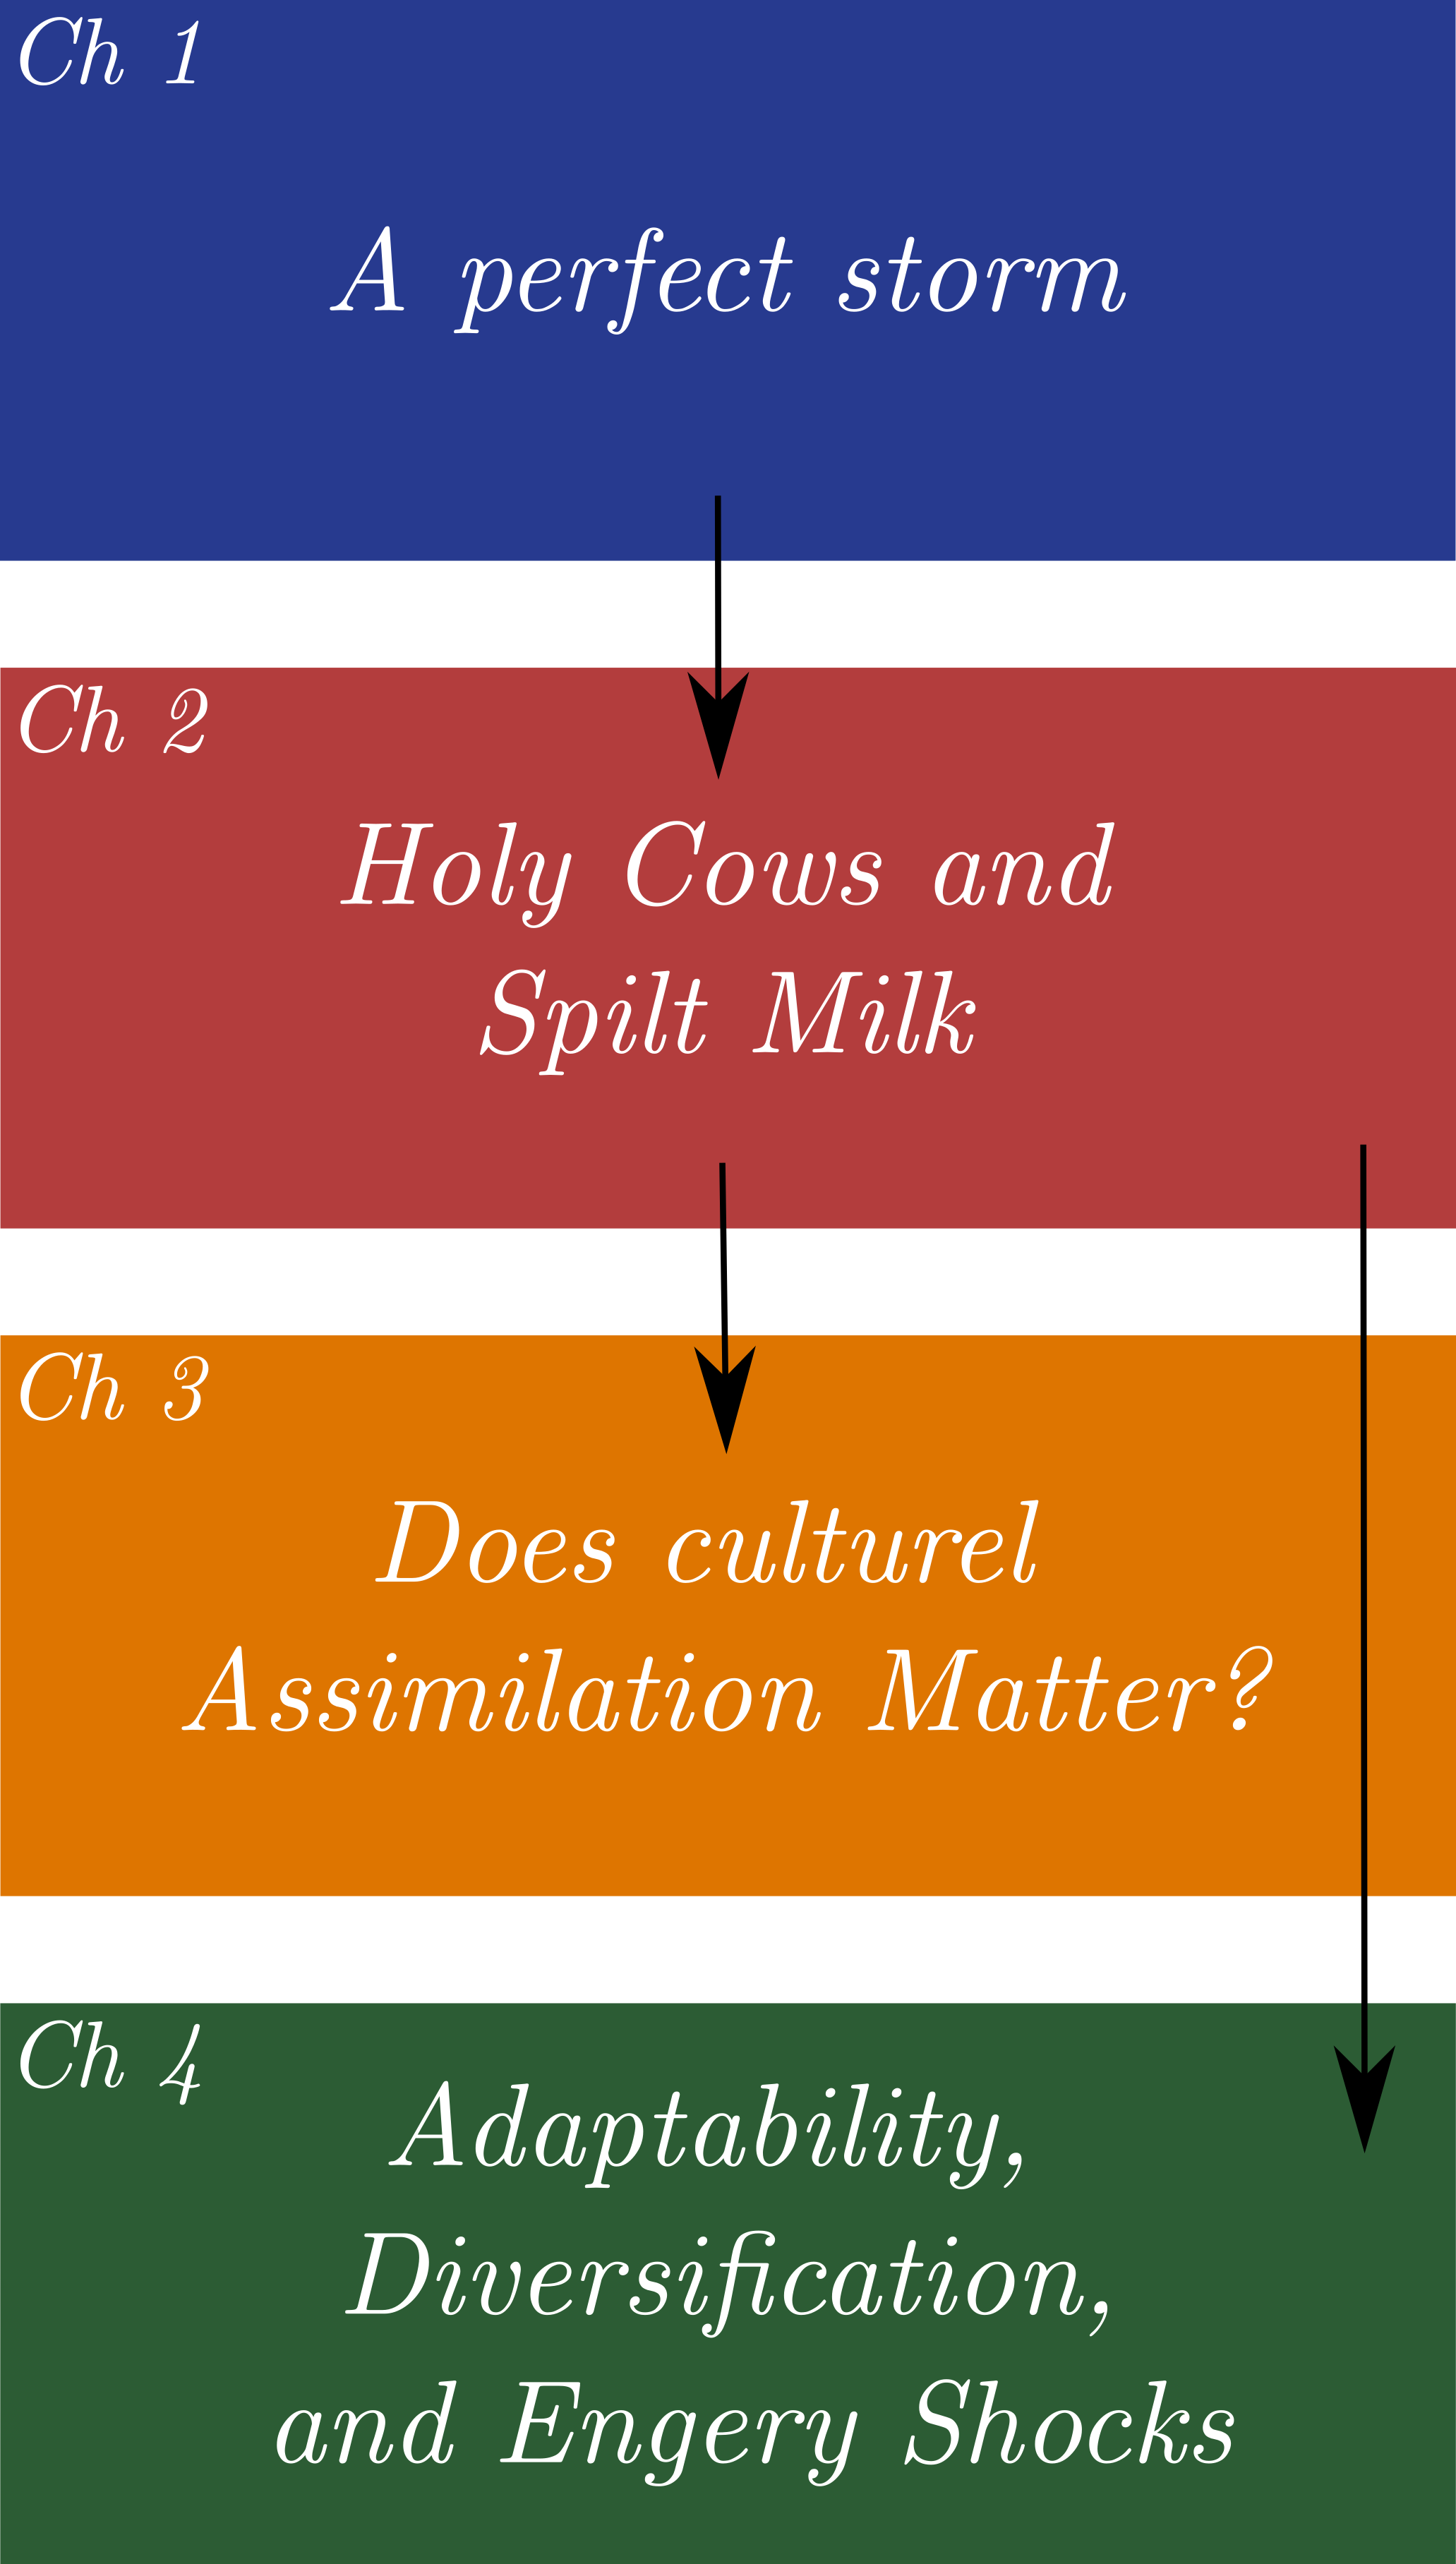 Ch 1
A perfect storm
Ch 2
Holy Cows and
Spilt Milk
Ch 3
Does culturel
Assimilation Matter?
Ch 4
Adaptability,
Diversification,
and Engery Shocks